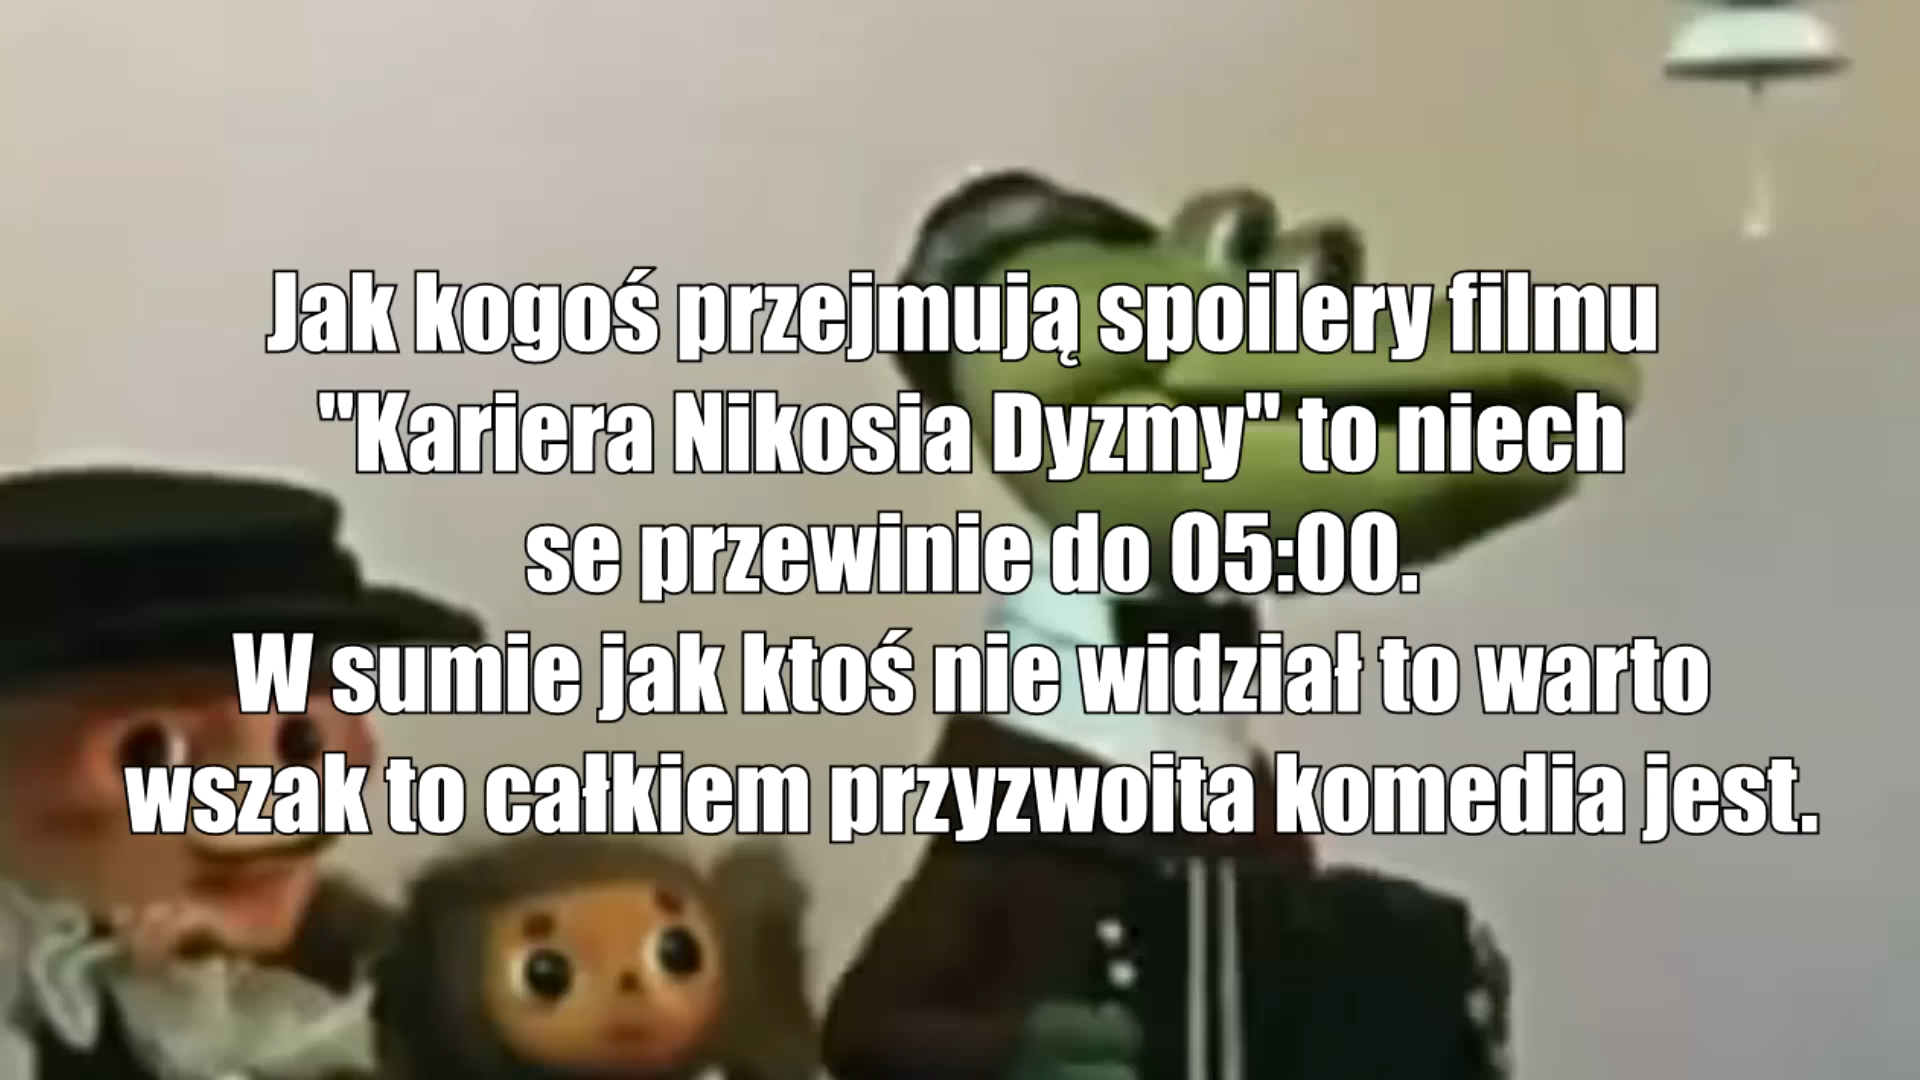 Jak kogoś przejmują spoilery filmu
"Kariera Nikosia Dyzmy" to niech
se przewinie do 05:00.
W sumie jak ktoś nie widział to warto
wszak to całkiem przyzwoita komedia jest.